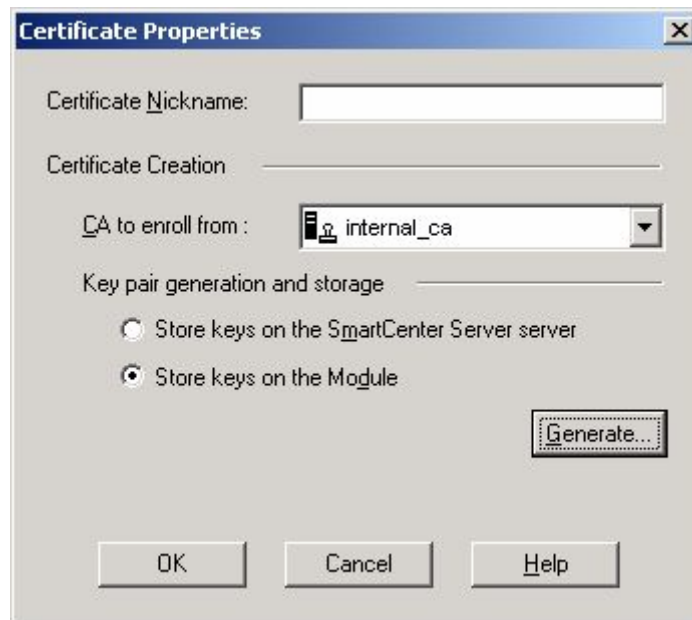 Certificate Properties
Certificate Nickname:
Certificate Creation
CA to enroll from :
internal_ca
Key pair generation and storage
Store keys on the SmartCenter Server server
Store keys on the Module
Generate...
OK Cancel Help